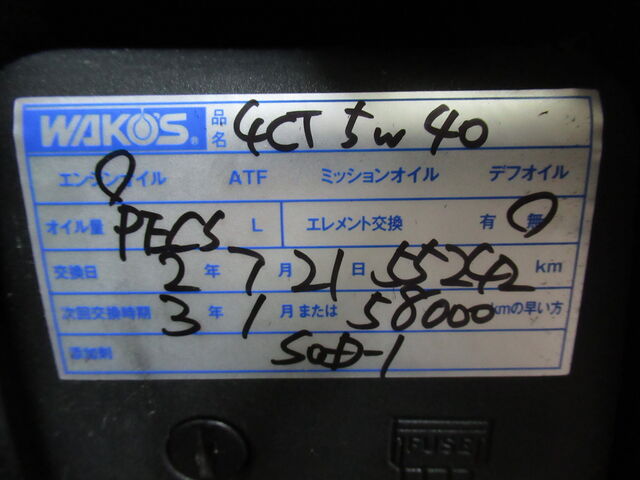 WAKO'S® 品名 4CT 5w 40
エンジンオイル ATF ミッションオイル デフオイル
オイル量 PECS L エレメント交換 有 無
交換日 2 年 7 月 21 日 55242 km
次回交換時期 3 年 1 月または 58000 kmの早い方
添加剤 SOD-1
FUSE